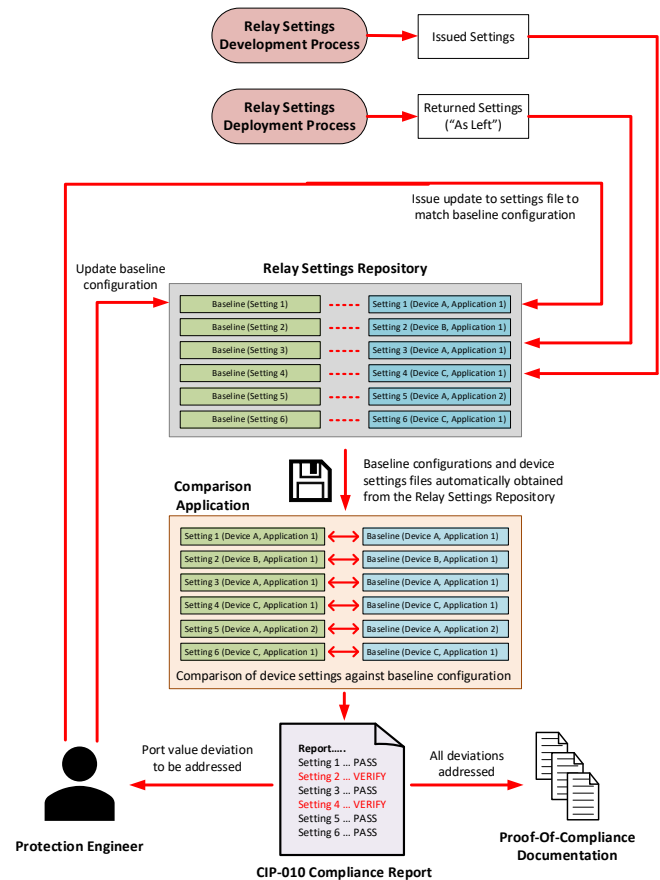 Relay Settings
Development Process
Issued Settings
Relay Settings
Deployment Process
Returned Settings
("As Left")
Issue update to settings file to
match baseline configuration
Update baseline
configuration
Relay Settings Repository
Baseline (Setting 1)
Setting 1 (Device A, Application 1)
Baseline (Setting 2)
Setting 2 (Device B, Application 1)
Baseline (Setting 3)
Setting 3 (Device A, Application 1)
Baseline (Setting 4)
Setting 4 (Device C, Application 1)
Baseline (Setting 5)
Setting 5 (Device A, Application 2)
Baseline (Setting 6)
Setting 6 (Device C, Application 1)
Baseline configurations and device
settings files automatically obtained
from the Relay Settings Repository
Comparison
Application
Setting 1 (Device A, Application 1)
Baseline (Device A, Application 1)
Setting 2 (Device B, Application 1)
Baseline (Device B, Application 1)
Setting 3 (Device A, Application 1)
Baseline (Device A, Application 1)
Setting 4 (Device C, Application 1)
Baseline (Device C, Application 1)
Setting 5 (Device A, Application 2)
Baseline (Device A, Application 2)
Setting 6 (Device C, Application 1)
Baseline (Device C, Application 1)
Comparison of device settings against baseline configuration
Port value deviation
to be addressed
Report.....
Setting 1 ... PASS
Setting 2 ... VERIFY
Setting 3 ... PASS
Setting 4 ... VERIFY
Setting 5 ... PASS
Setting 6 ... PASS
All deviations
addressed
Protection Engineer
CIP-010 Compliance Report
Proof-Of-Compliance
Documentation